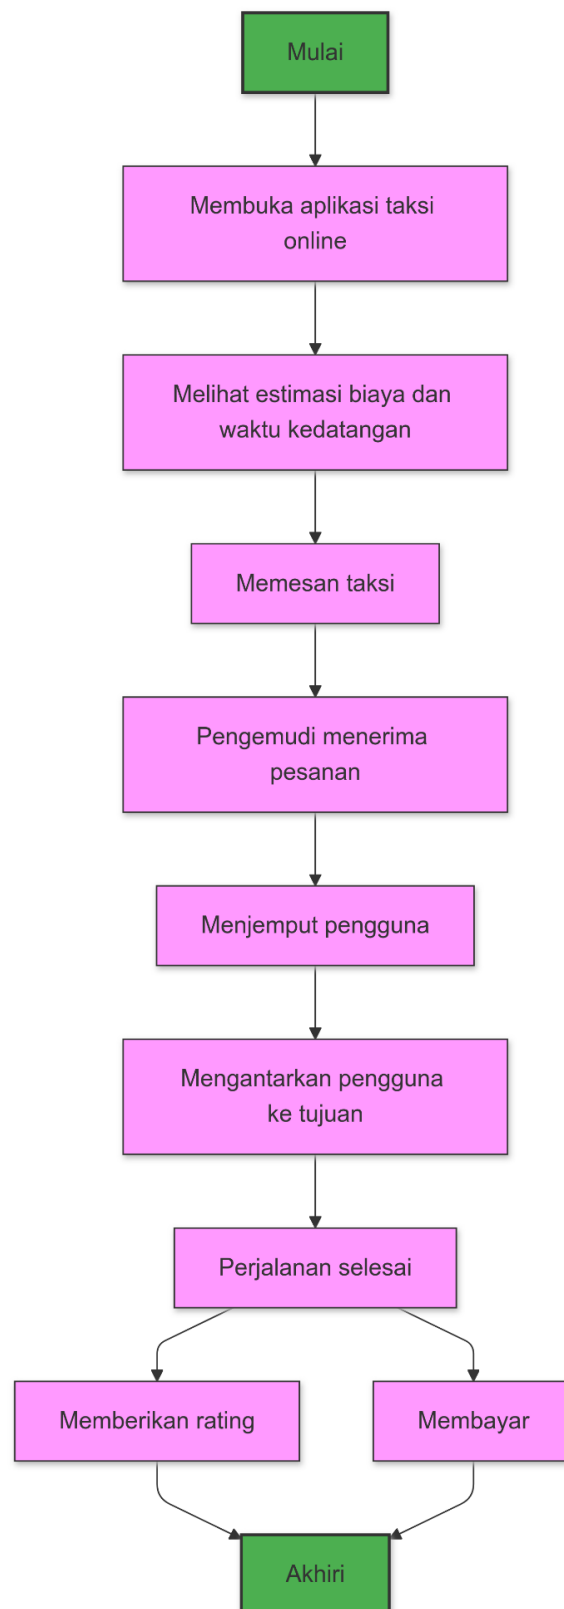 Mulai
Membuka aplikasi taksi
online
Melihat estimasi biaya dan
waktu kedatangan
Memesan taksi
Pengemudi menerima
pesanan
Menjemput pengguna
Mengantarkan pengguna
ke tujuan
Perjalanan selesai
Memberikan rating
Membayar
Akhiri